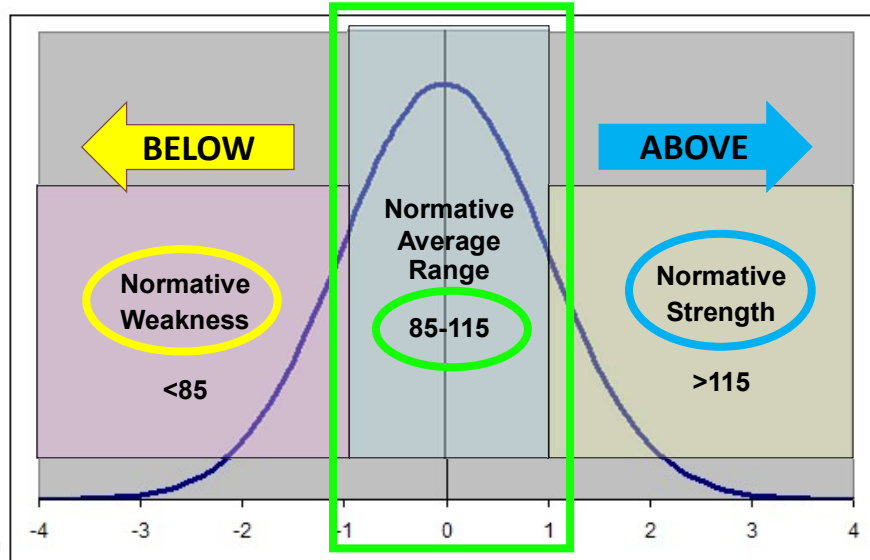 BELOW
ABOVE
Normative
Average
Range
85-115
Normative
Weakness
<85
Normative
Strength
>115
-4 -3 -2 -1 0 1 2 3 4